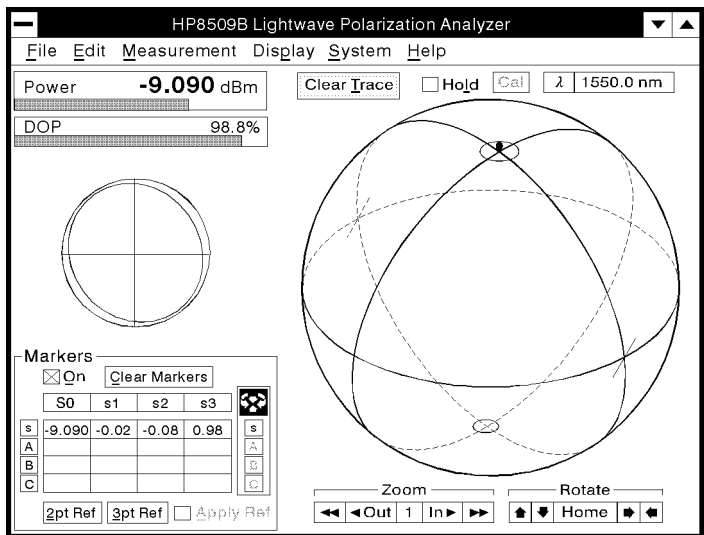 HP8509B Lightwave Polarization Analyzer
File Edit Measurement Display System Help
Power -9.090 dBm
Clear Trace Hold Cal λ 1550.0 nm
DOP 98.8%
Markers
On Clear Markers
S0 s1 s2 s3
s -9.090 -0.02 -0.08 0.98 s
A A
B B
C C
2pt Ref 3pt Ref Apply Ref
Zoom
Out 1 In
Rotate
Home